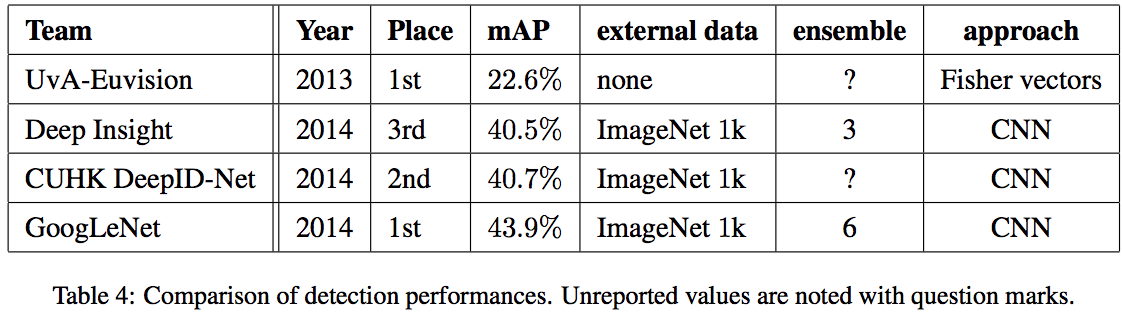 Team Year Place mAP external data ensemble approach
UvA-Euvision 2013 1st 22.6% none ? Fisher vectors
Deep Insight 2014 3rd 40.5% ImageNet 1k 3 CNN
CUHK DeepID-Net 2014 2nd 40.7% ImageNet 1k ? CNN
GoogLeNet 2014 1st 43.9% ImageNet 1k 6 CNN
Table 4: Comparison of detection performances. Unreported values are noted with question marks.